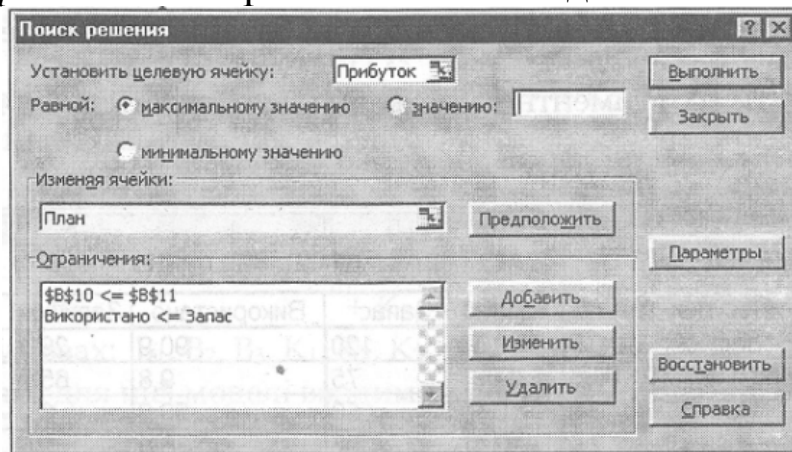 Поиск решения
Установить целевую ячейку: Прибуток Выполнить
Равной: максимальному значению значению: Закрыть
минимальному значению
Изменяя ячейки:
План Предположить
Ограничения: Параметры
$B$10 <= $B$11 Добавить
Використано <= Запас
Изменить
Восстановить
Удалить
Справка